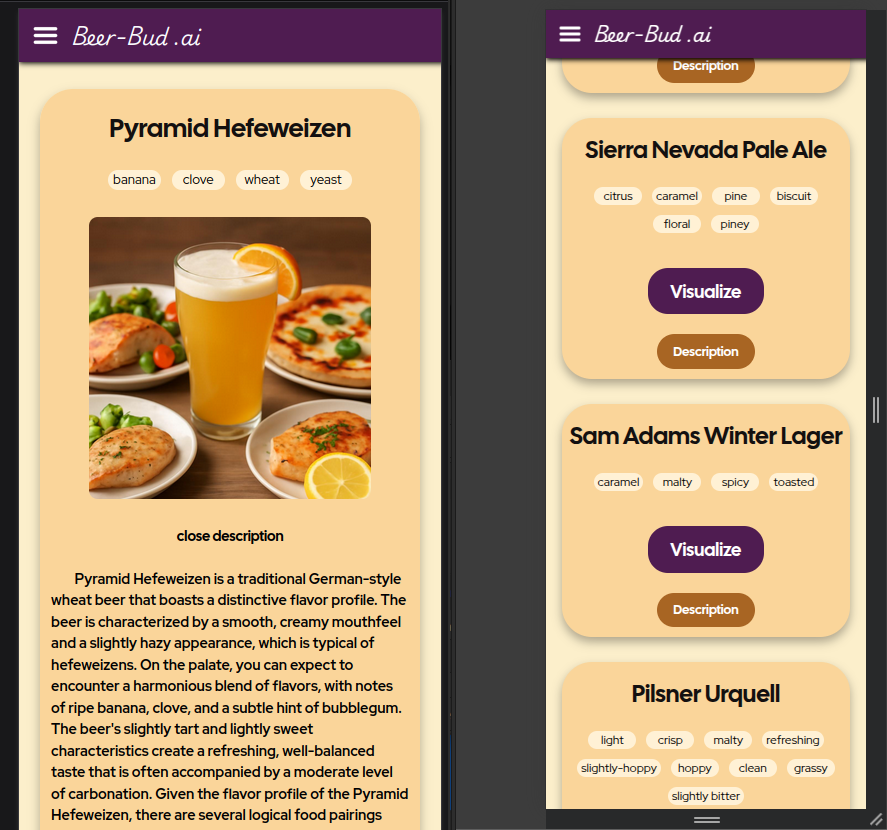 Beer-Bud.ai
Pyramid Hefeweizen
banana clove wheat yeast
close description
Pyramid Hefeweizen is a traditional German-style
wheat beer that boasts a distinctive flavor profile. The
beer is characterized by a smooth, creamy mouthfeel
and a slightly hazy appearance, which is typical of
hefeweizens. On the palate, you can expect to
encounter a harmonious blend of flavors, with notes
of ripe banana, clove, and a subtle hint of bubblegum.
The beer's slightly tart and lightly sweet
characteristics create a refreshing, well-balanced
taste that is often accompanied by a moderate level
of carbonation. Given the flavor profile of the Pyramid
Hefeweizen, there are several logical food pairings
Beer-Bud.ai
Description
Sierra Nevada Pale Ale
citrus caramel pine biscuit
floral piney
Visualize
Description
Sam Adams Winter Lager
caramel malty spicy toasted
Visualize
Description
Pilsner Urquell
light crisp malty refreshing
slightly-hoppy hoppy clean grassy
slightly bitter